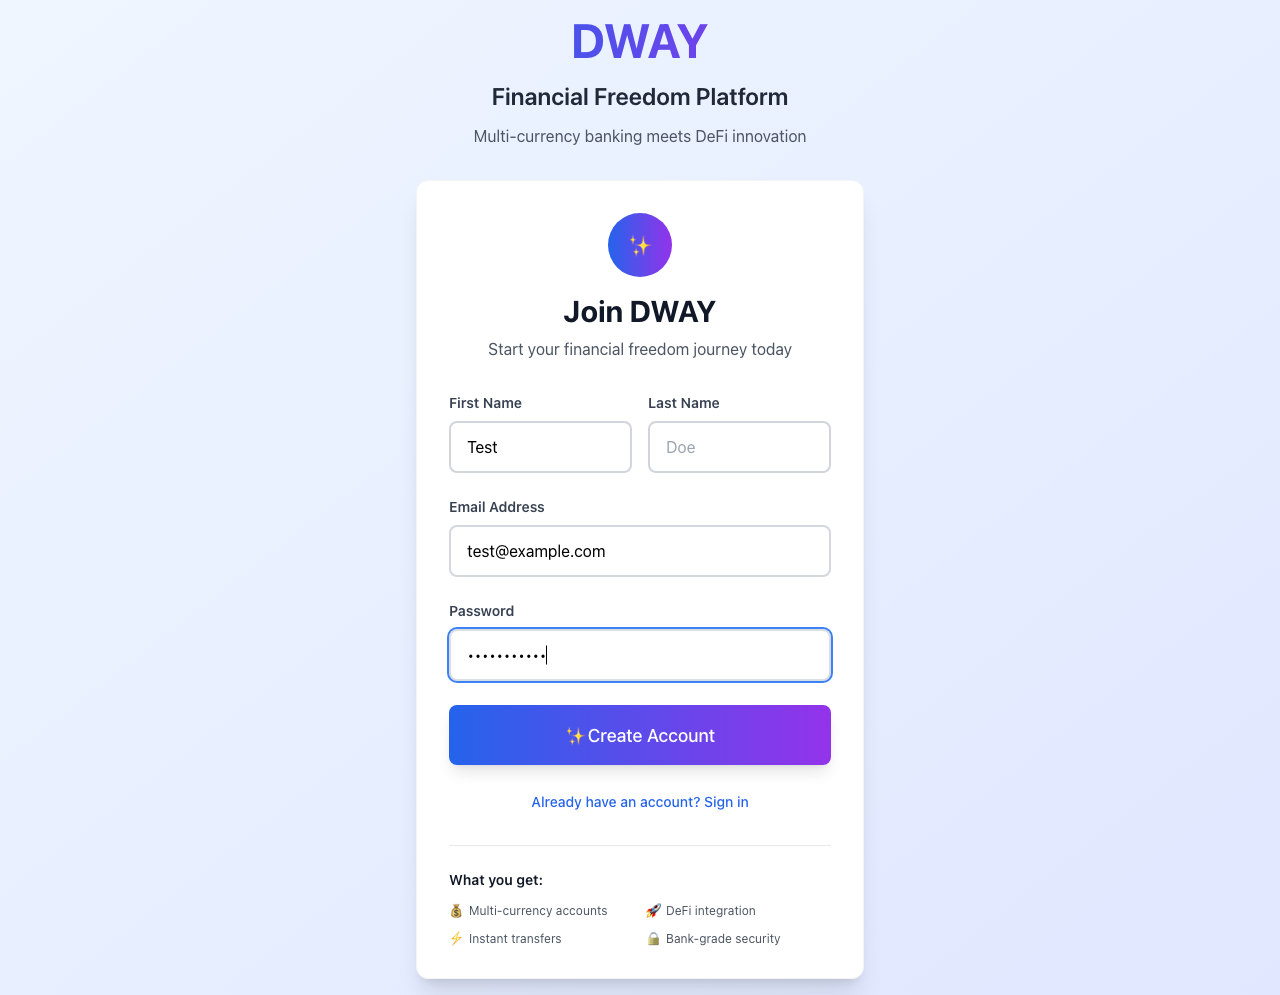 DWAY
Financial Freedom Platform
Multi-currency banking meets DeFi innovation
Join DWAY
Start your financial freedom journey today
First Name
Last Name
Test
Doe
Email Address
test@example.com
Password
•••••••••••
✨ Create Account
Already have an account? Sign in
What you get:
💰 Multi-currency accounts
🚀 DeFi integration
⚡ Instant transfers
🔒 Bank-grade security